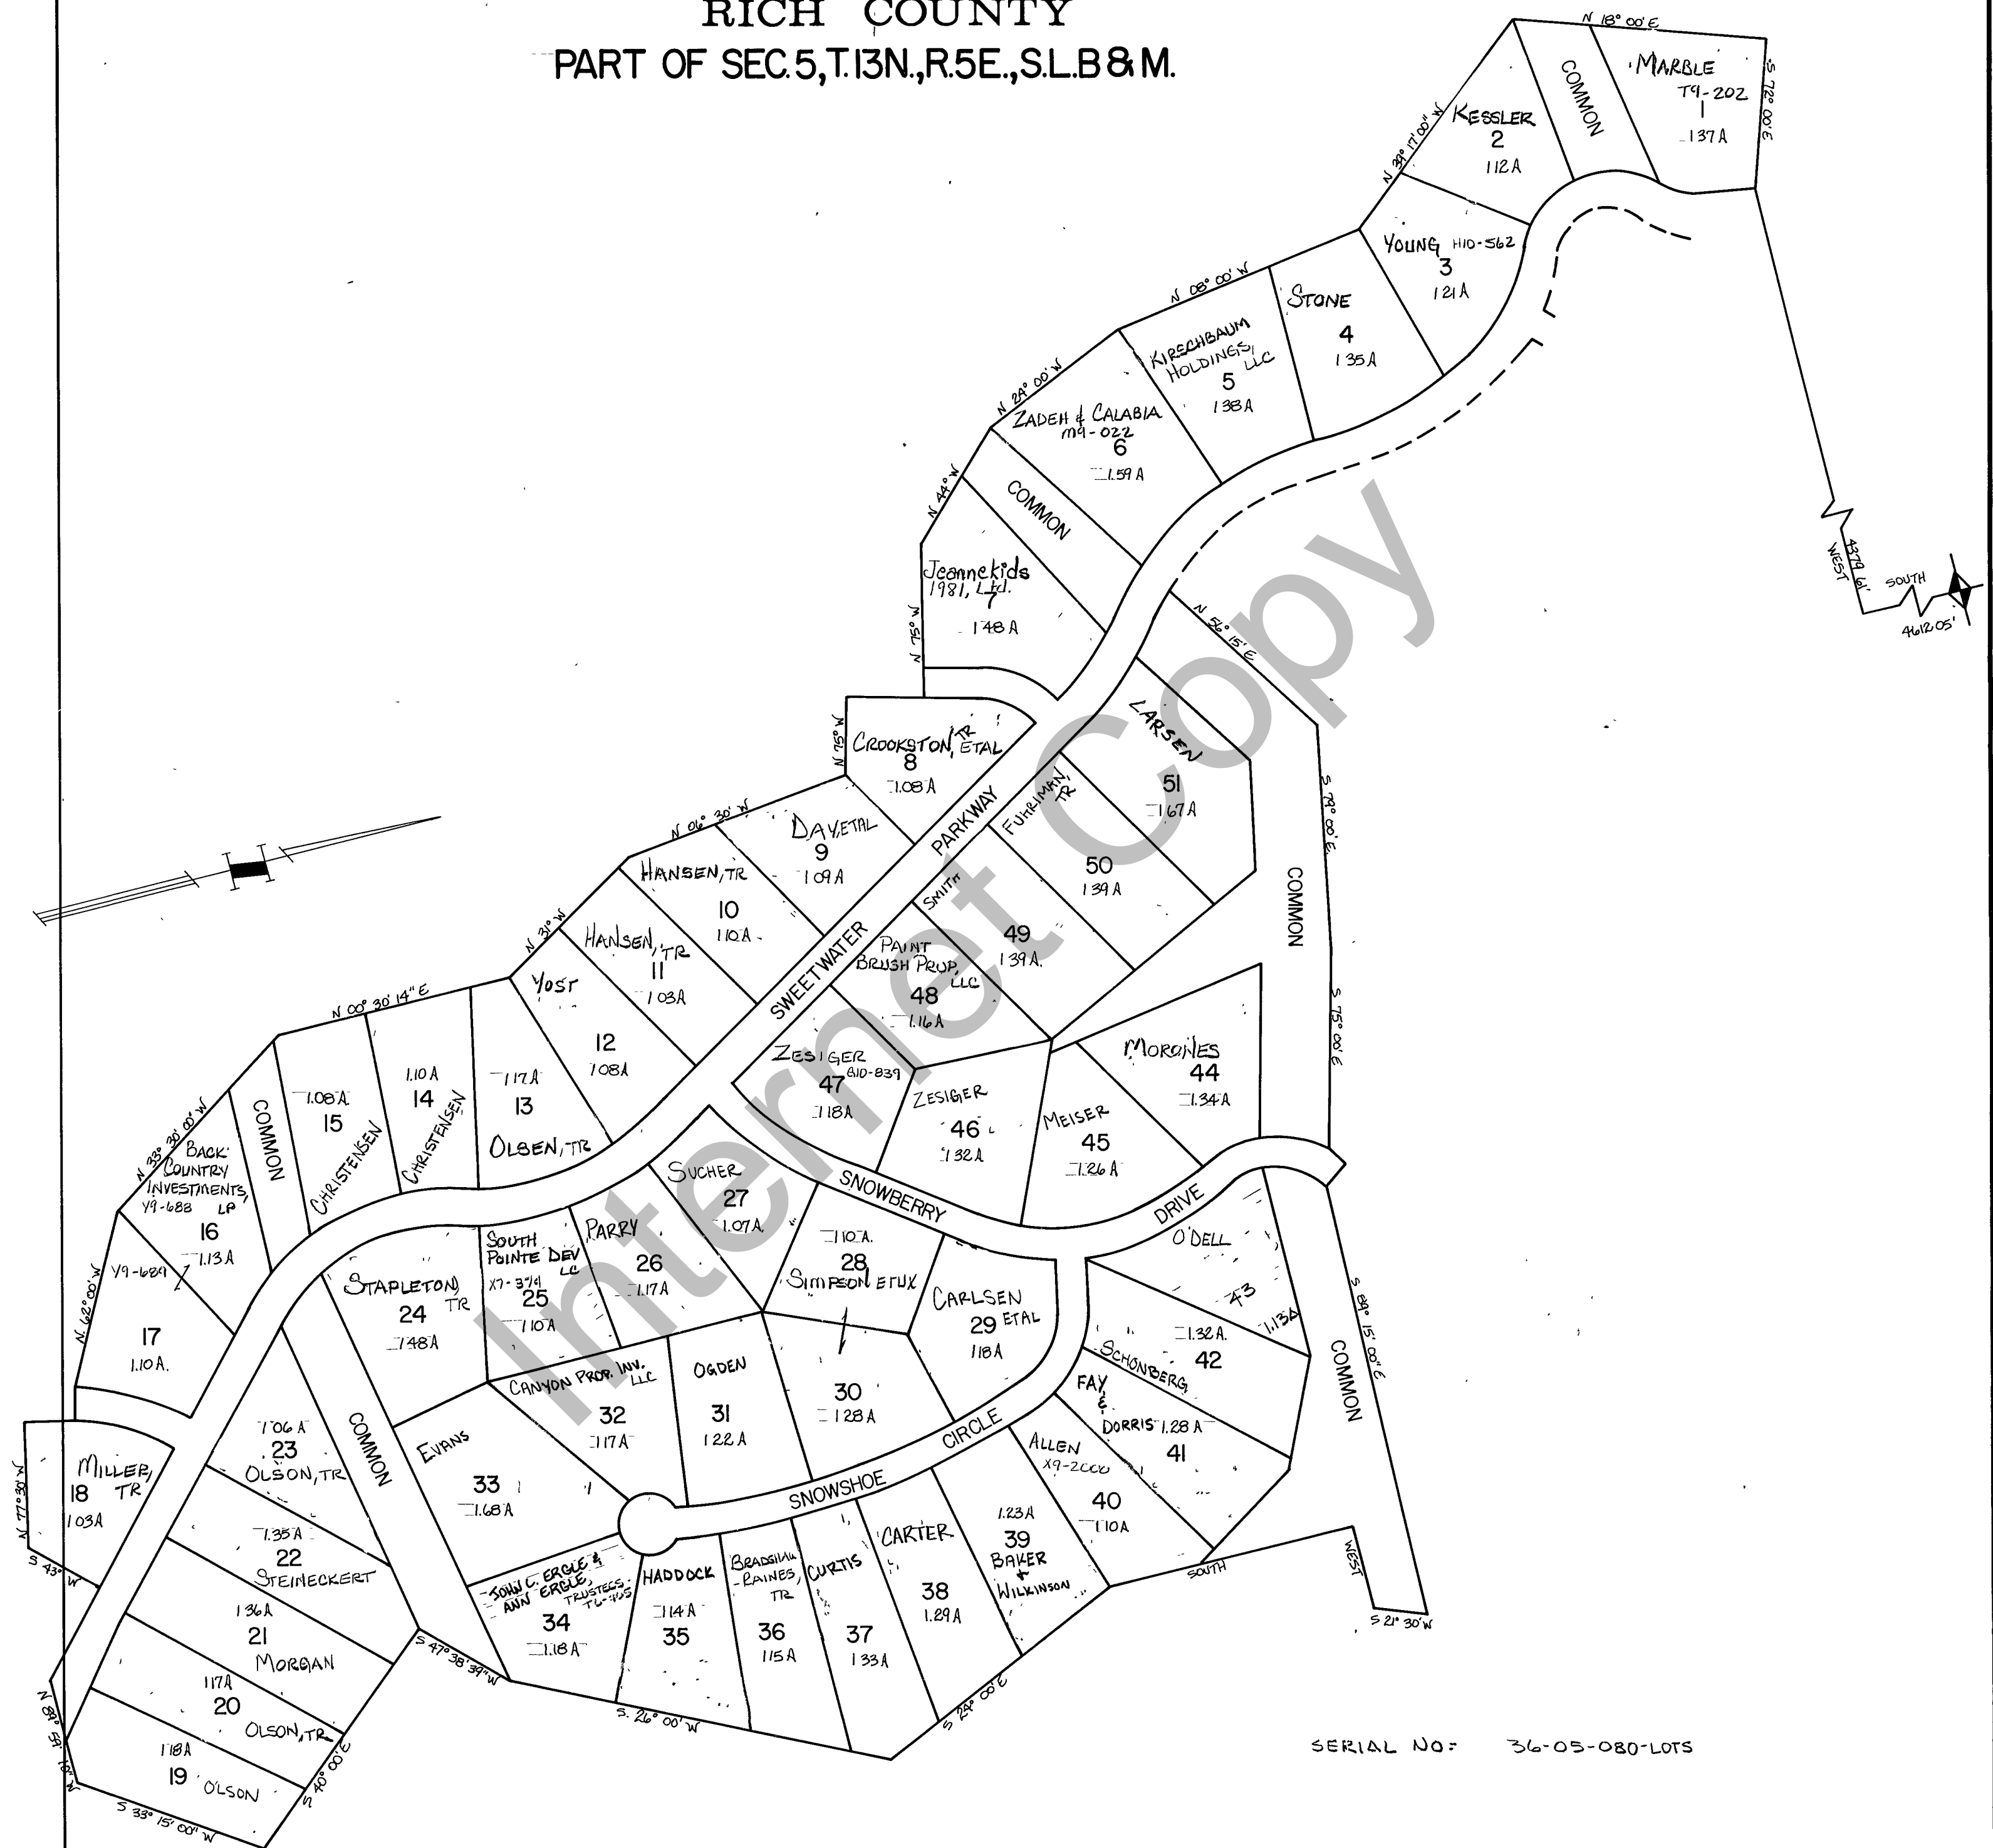 RICH COUNTY
PART OF SEC. 5, T. 13N., R. 5E., S.L.B & M.
N 18° 00' E
S 72° 00' E
MARBLE
T9-202
1
1.37 A
COMMON
KESSLER
2
1.12 A
N 39° 17' 00" W
YOUNG H10-562
3
1.21 A
N 08° 00' W
STONE
4
1.35 A
KIRSCHBAUM
HOLDINGS,
LLC
5
1.38 A
N 24° 00' W
ZADEH & CALABIA
M9-022
6
1.59 A
COMMON
N 44° W
Jeannekids
1981, Ltd.
7
1.48 A
N 75° W
WEST
4379.61'
SOUTH
4612.05'
N 56° 15' E
CROOKSTON, TR
ETAL
8
1.08 A
N 75° W
N 06° 30' W
DAY, ETAL
9
1.09 A
HANSEN, TR
10
1.10 A
N 31° W
HANSEN, TR
11
1.03 A
YOST
12
1.08 A
N 00° 30' 14" E
1.17 A
13
OLSEN, TR
1.10 A
14
CHRISTENSEN
1.08 A
15
CHRISTENSEN
COMMON
N 33° 30' 00" W
BACK
COUNTRY
INVESTMENTS,
Y9-688 LP
16
1.13 A
Y9-689
17
1.10 A.
N 62° 00' W
SWEETWATER PARKWAY
LARSEN
51
1.67 A
FUHRIMAN,
TR
50
1.39 A
SMITH
49
1.39 A.
PAINT
BRUSH PROP,
LLC
48
1.16 A
ZESIGER
47 B10-839
1.18 A
ZESIGER
46
1.32 A
MEISER
45
1.26 A
44
1.34 A
COMMON
S 79° 00' E
S 75° 00' E
SNOWBERRY DRIVE
SUCHER
27
1.07 A.
PARRY
26
1.17 A
SOUTH
POINTE DEV
LC
25
1.10 A
STAPLETON,
TR
24
1.48 A
1.10 A.
28
SIMPSON ETUX
CARLSEN
29 ETAL
1.18 A
30
1.28 A
OGDEN
31
1.22 A
CANYON PROP. INV.
LLC
32
1.17 A
EVANS
33
1.68 A
O'DELL
43
1.13 A
1.32 A.
42
SCHONBERG
FAY &
DORRIS 1.28 A
41
ALLEN
X9-2000
40
1.10 A
1.23 A
39
BAKER
&
WILKINSON
CARTER
38
1.29 A
CURTIS
37
1.33 A
RAINES,
TR
36
1.15 A
HADDOCK
1.14 A
35
JOHN C. ERGLE &
ANN ERGLE,
TRUSTEES
34
1.18 A
SNOWSHOE CIRCLE
COMMON
S 89° 15' 00" E
WEST
S 21° 30' W
SOUTH
S 24° 00' E
S. 26° 00' W
S 47° 38' 39" W
COMMON
1.06 A
23
OLSON, TR
1.35 A
22
STEINECKERT
1.36 A
21
MORGAN
1.17 A
20
OLSON, TR
1.18 A
19 OLSON
MILLER,
18 TR
1.03 A
N 77° 30' W
S 43° W
S 33° 15' 00" W
S 40° 00' E
SERIAL NO: 36-05-080-LOTS
Internet Copy